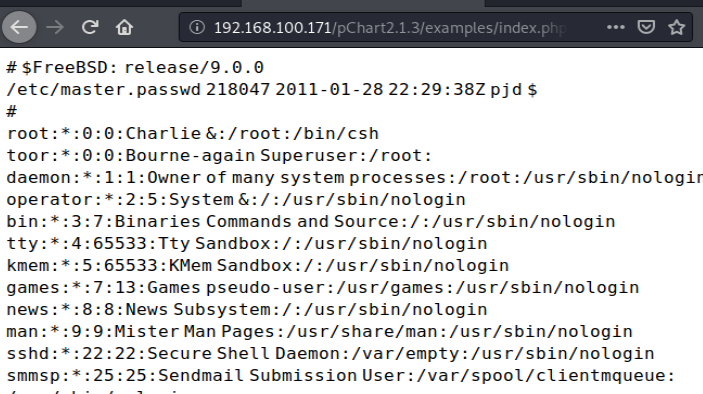 192.168.100.171/pChart2.1.3/examples/index.php
# $FreeBSD: release/9.0.0
/etc/master.passwd 218047 2011-01-28 22:29:38Z pjd $
#
root:*:0:0:Charlie &:/root:/bin/csh
toor:*:0:0:Bourne-again Superuser:/root:
daemon:*:1:1:Owner of many system processes:/root:/usr/sbin/nologin
operator:*:2:5:System &:/:/usr/sbin/nologin
bin:*:3:7:Binaries Commands and Source:/:/usr/sbin/nologin
tty:*:4:65533:Tty Sandbox:/:/usr/sbin/nologin
kmem:*:5:65533:KMem Sandbox:/:/usr/sbin/nologin
games:*:7:13:Games pseudo-user:/usr/games:/usr/sbin/nologin
news:*:8:8:News Subsystem:/:/usr/sbin/nologin
man:*:9:9:Mister Man Pages:/usr/share/man:/usr/sbin/nologin
sshd:*:22:22:Secure Shell Daemon:/var/empty:/usr/sbin/nologin
smmsp:*:25:25:Sendmail Submission User:/var/spool/clientmqueue: